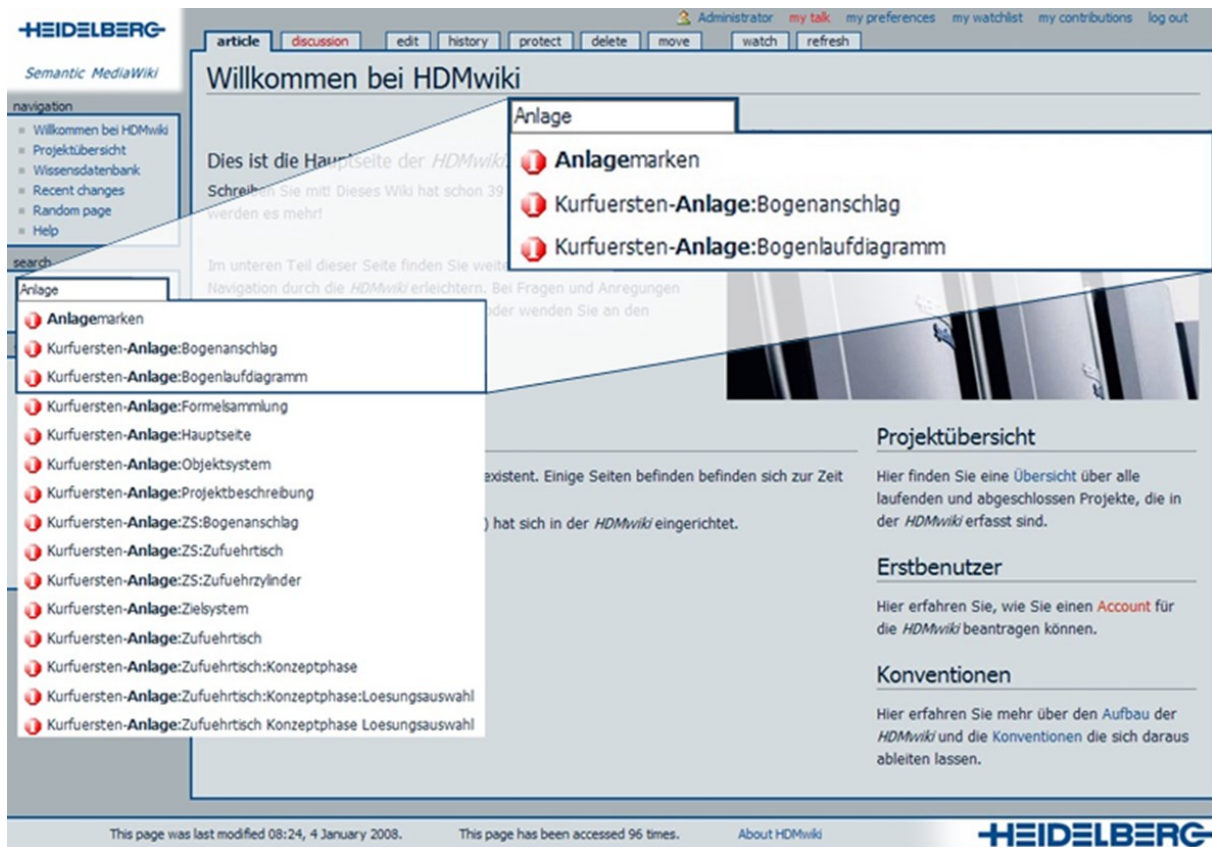 HEIDELBERG
Semantic MediaWiki
Administrator my talk my preferences my watchlist my contributions log out
article discussion edit history protect delete move watch refresh
Willkommen bei HDMwiki
navigation
Willkommen bei HDMwiki
Projektübersicht
Wissensdatenbank
Recent changes
Random page
Help
search
Anlage
Anlagemarken
Kurfuersten-Anlage:Bogenanschlag
Kurfuersten-Anlage:Bogenlaufdiagramm
Kurfuersten-Anlage:Formelsammlung
Kurfuersten-Anlage:Hauptseite
Kurfuersten-Anlage:Objektsystem
Kurfuersten-Anlage:Projektbeschreibung
Kurfuersten-Anlage:ZS:Bogenanschlag
Kurfuersten-Anlage:ZS:Zufuehrtisch
Kurfuersten-Anlage:ZS:Zufuehrzylinder
Kurfuersten-Anlage:Zielsystem
Kurfuersten-Anlage:Zufuehrtisch
Kurfuersten-Anlage:Zufuehrtisch:Konzeptphase
Kurfuersten-Anlage:Zufuehrtisch:Konzeptphase:Loesungsauswahl
Kurfuersten-Anlage:Zufuehrtisch Konzeptphase Loesungsauswahl
Anlage
Anlagemarken
Kurfuersten-Anlage:Bogenanschlag
Kurfuersten-Anlage:Bogenlaufdiagramm
Dies ist die Hauptseite der HDMwiki.
Schreiben Sie mit! Dieses Wiki hat schon 39
werden es mehr!
Im unteren Teil dieser Seite finden Sie
Navigation durch die HDMwiki erleichtern. Bei Fragen und Anregungen
oder wenden Sie an den
existent. Einige Seiten befinden befinden sich zur Zeit
) hat sich in der HDMwiki eingerichtet.
Projektübersicht
Hier finden Sie eine Übersicht über alle
laufenden und abgeschlossen Projekte, die in
der HDMwiki erfasst sind.
Erstbenutzer
Hier erfahren Sie, wie Sie einen Account für
die HDMwiki beantragen können.
Konventionen
Hier erfahren Sie mehr über den Aufbau der
HDMwiki und die Konventionen die sich daraus
ableiten lassen.
This page was last modified 08:24, 4 January 2008. This page has been accessed 96 times. About HDMwiki
HEIDELBERG